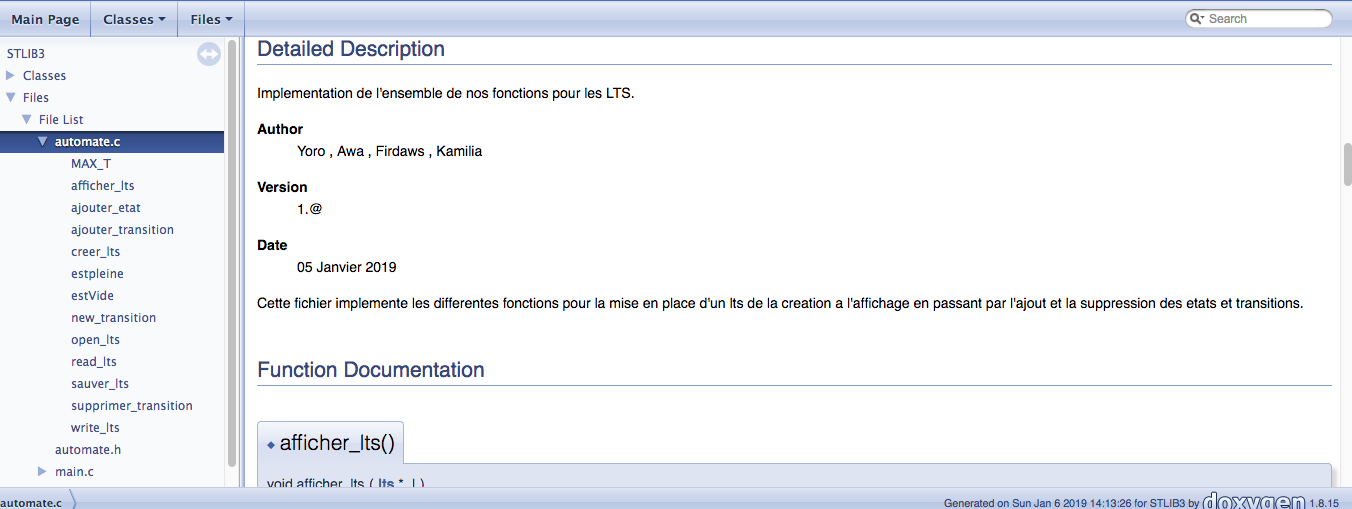 Main Page Classes Files Search
STLIB3
Classes
Files
File List
automate.c
MAX_T
afficher_lts
ajouter_etat
ajouter_transition
creer_lts
estpleine
estVide
new_transition
open_lts
read_lts
sauver_lts
supprimer_transition
write_lts
automate.h
main.c
Detailed Description
Implementation de l'ensemble de nos fonctions pour les LTS.
Author
Yoro , Awa , Firdaws , Kamilia
Version
1.@
Date
05 Janvier 2019
Cette fichier implemente les differentes fonctions pour la mise en place d'un lts de la creation a l'affichage en passant par l'ajout et la suppression des etats et transitions.
Function Documentation
◆ afficher_lts()
void afficher_lts ( lts * l )
automate.c
Generated on Sun Jan 6 2019 14:13:26 for STLIB3 by doxygen 1.8.15